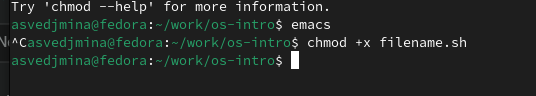 Try 'chmod --help' for more information.
asvedjmina@fedora:~/work/os-intro$ emacs
^Casvedjmina@fedora:~/work/os-intro$ chmod +x filename.sh
asvedjmina@fedora:~/work/os-intro$